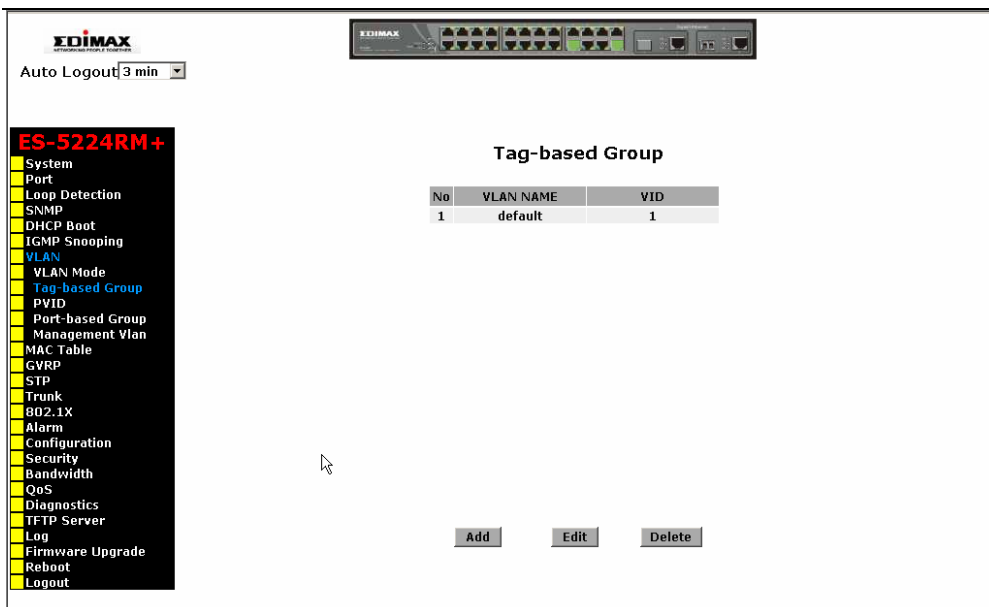 EDIMAX
NETWORKING PEOPLE TOGETHER
EDIMAX
Auto Logout 3 min
ES-5224RM+
System
Port
Loop Detection
SNMP
DHCP Boot
IGMP Snooping
VLAN
VLAN Mode
Tag-based Group
PVID
Port-based Group
Management Vlan
MAC Table
GVRP
STP
Trunk
802.1X
Alarm
Configuration
Security
Bandwidth
QoS
Diagnostics
TFTP Server
Log
Firmware Upgrade
Reboot
Logout
Tag-based Group
No VLAN NAME VID
1 default 1
Add Edit Delete